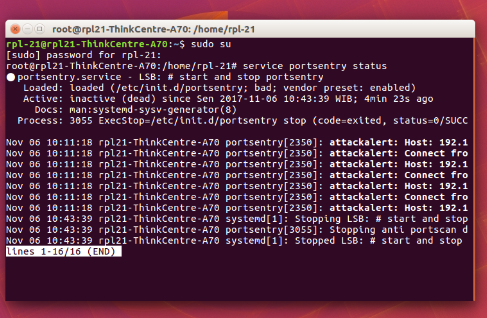 root@rpl21-ThinkCentre-A70: /home/rpl-21
rpl-21@rpl21-ThinkCentre-A70:~$ sudo su
[sudo] password for rpl-21:
root@rpl21-ThinkCentre-A70:/home/rpl-21# service portsentry status
●portsentry.service - LSB: # start and stop portsentry
Loaded: loaded (/etc/init.d/portsentry; bad; vendor preset: enabled)
Active: inactive (dead) since Sen 2017-11-06 10:43:39 WIB; 4min 23s ago
Docs: man:systemd-sysv-generator(8)
Process: 3055 ExecStop=/etc/init.d/portsentry stop (code=exited, status=0/SUCC
Nov 06 10:11:18 rpl21-ThinkCentre-A70 portsentry[2350]: attackalert: Host: 192.1
Nov 06 10:11:18 rpl21-ThinkCentre-A70 portsentry[2350]: attackalert: Connect fro
Nov 06 10:11:18 rpl21-ThinkCentre-A70 portsentry[2350]: attackalert: Host: 192.1
Nov 06 10:11:18 rpl21-ThinkCentre-A70 portsentry[2350]: attackalert: Connect fro
Nov 06 10:11:18 rpl21-ThinkCentre-A70 portsentry[2350]: attackalert: Host: 192.1
Nov 06 10:11:18 rpl21-ThinkCentre-A70 portsentry[2350]: attackalert: Connect fro
Nov 06 10:11:18 rpl21-ThinkCentre-A70 portsentry[2350]: attackalert: Host: 192.1
Nov 06 10:43:39 rpl21-ThinkCentre-A70 systemd[1]: Stopping LSB: # start and stop
Nov 06 10:43:39 rpl21-ThinkCentre-A70 portsentry[3055]: Stopping anti portscan d
Nov 06 10:43:39 rpl21-ThinkCentre-A70 systemd[1]: Stopped LSB: # start and stop
lines 1-16/16 (END)